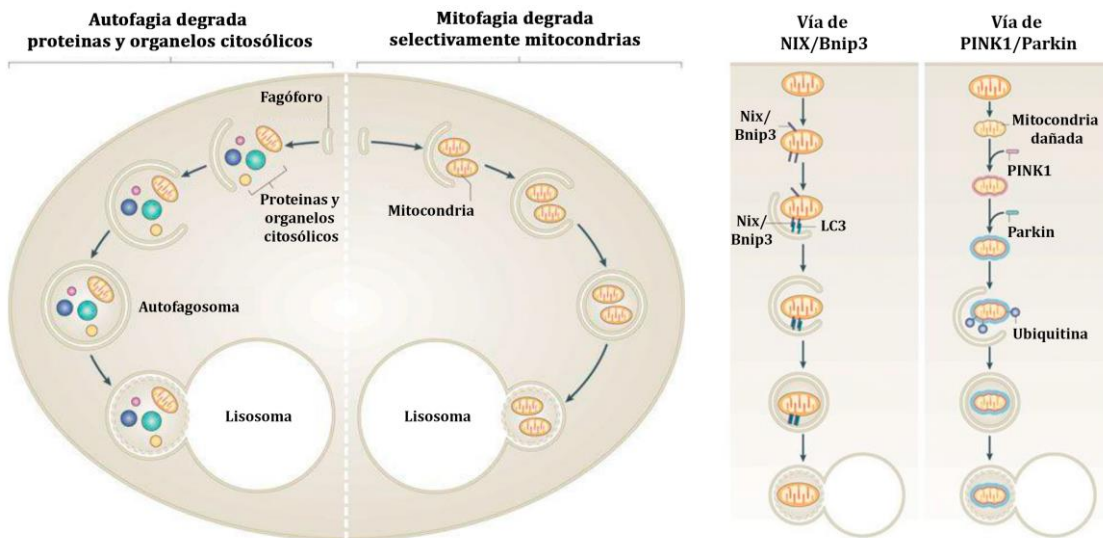 Autofagia degrada
proteinas y organelos citosólicos
Mitofagia degrada
selectivamente mitocondrias
Fagóforo
Proteinas y
organelos
citosólicos
Mitocondria
Autofagosoma
Lisosoma
Lisosoma
Vía de
NIX/Bnip3
Nix/
Bnip3
Nix/
Bnip3
LC3
Vía de
PINK1/Parkin
Mitocondria
dañada
PINK1
Parkin
Ubiquitina